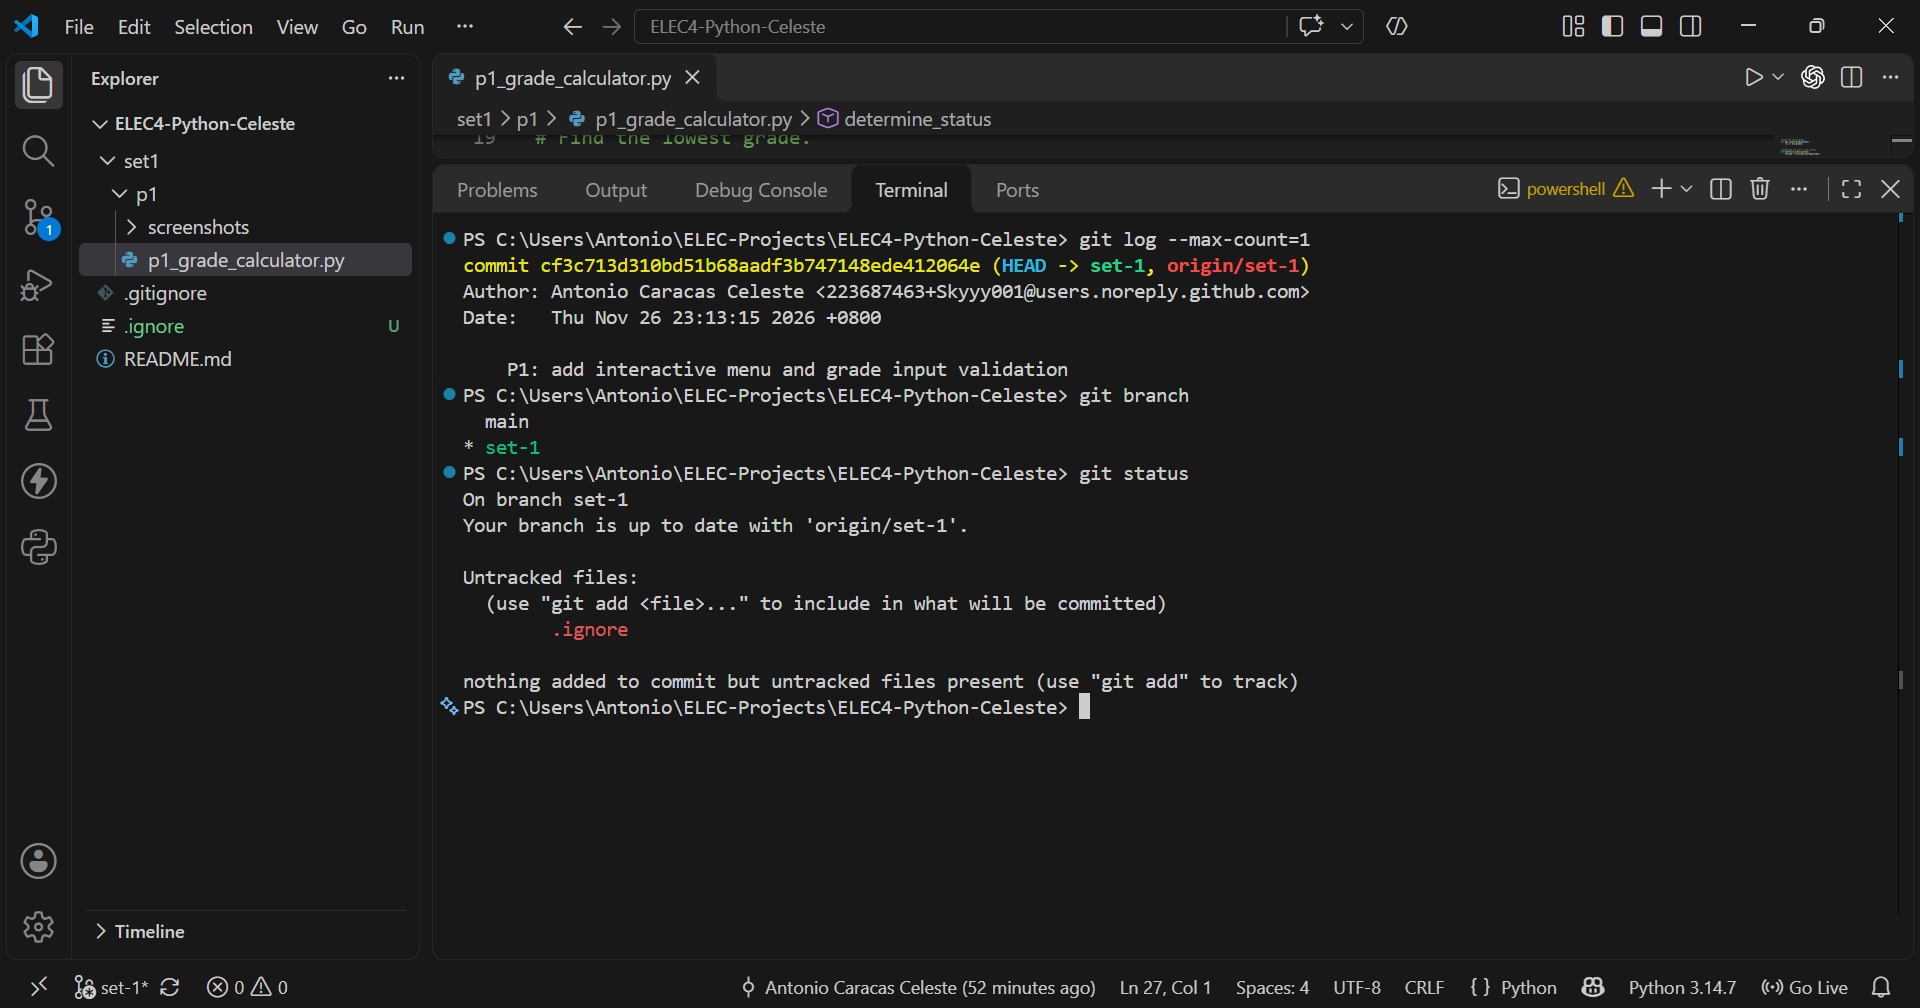 File Edit Selection View Go Run ···
ELEC4-Python-Celeste
Explorer
ELEC4-Python-Celeste
set1
p1
screenshots
p1_grade_calculator.py
.gitignore
.ignore U
README.md
1
Timeline
p1_grade_calculator.py
set1 > p1 > p1_grade_calculator.py > determine_status
19 # Find the lowest grade.
Problems Output Debug Console Terminal Ports
powershell
PS C:\Users\Antonio\ELEC-Projects\ELEC4-Python-Celeste> git log --max-count=1
commit cf3c713d310bd51b68aadf3b747148ede412064e (HEAD -> set-1, origin/set-1)
Author: Antonio Caracas Celeste <223687463+Skyyy001@users.noreply.github.com>
Date:   Thu Nov 26 23:13:15 2026 +0800
P1: add interactive menu and grade input validation
PS C:\Users\Antonio\ELEC-Projects\ELEC4-Python-Celeste> git branch
main
* set-1
PS C:\Users\Antonio\ELEC-Projects\ELEC4-Python-Celeste> git status
On branch set-1
Your branch is up to date with 'origin/set-1'.
Untracked files:
(use "git add <file>..." to include in what will be committed)
.ignore
nothing added to commit but untracked files present (use "git add" to track)
PS C:\Users\Antonio\ELEC-Projects\ELEC4-Python-Celeste>
set-1* 0 0 Antonio Caracas Celeste (52 minutes ago) Ln 27, Col 1 Spaces: 4 UTF-8 CRLF { } Python Python 3.14.7 Go Live